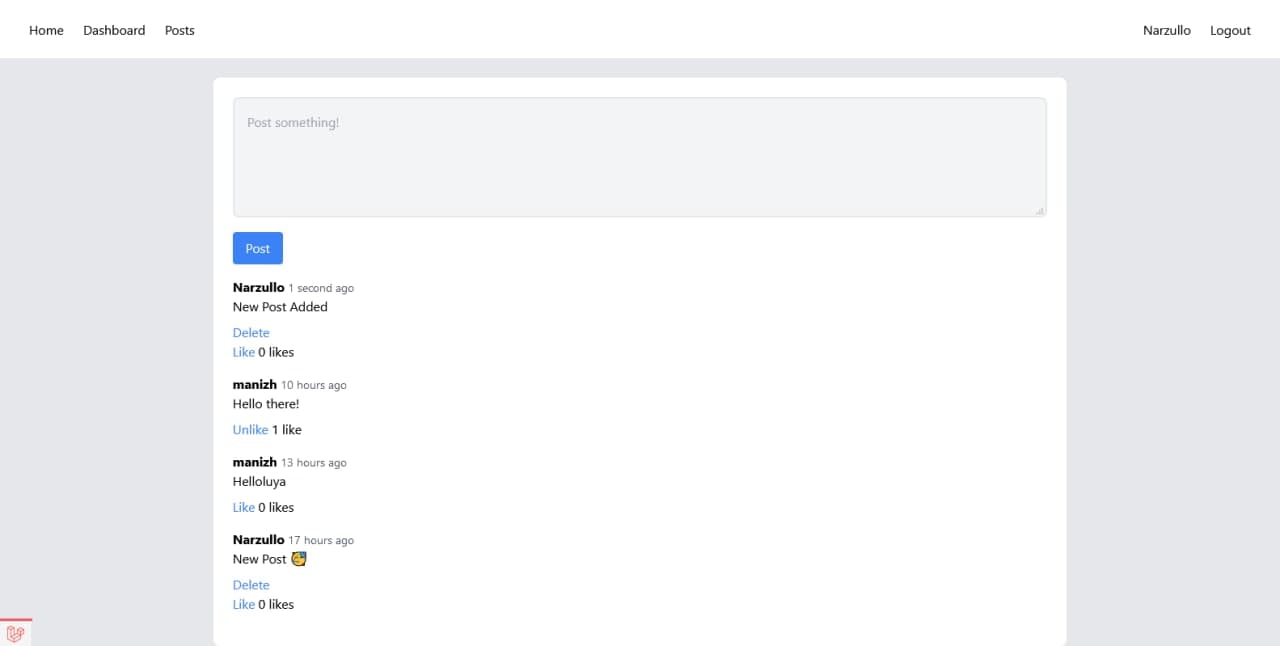 Home Dashboard Posts Narzullo Logout
Post something!
Post
Narzullo 1 second ago
New Post Added
Delete
Like 0 likes
manizh 10 hours ago
Hello there!
Unlike 1 like
manizh 13 hours ago
Helloluya
Like 0 likes
Narzullo 17 hours ago
New Post 🥳
Delete
Like 0 likes